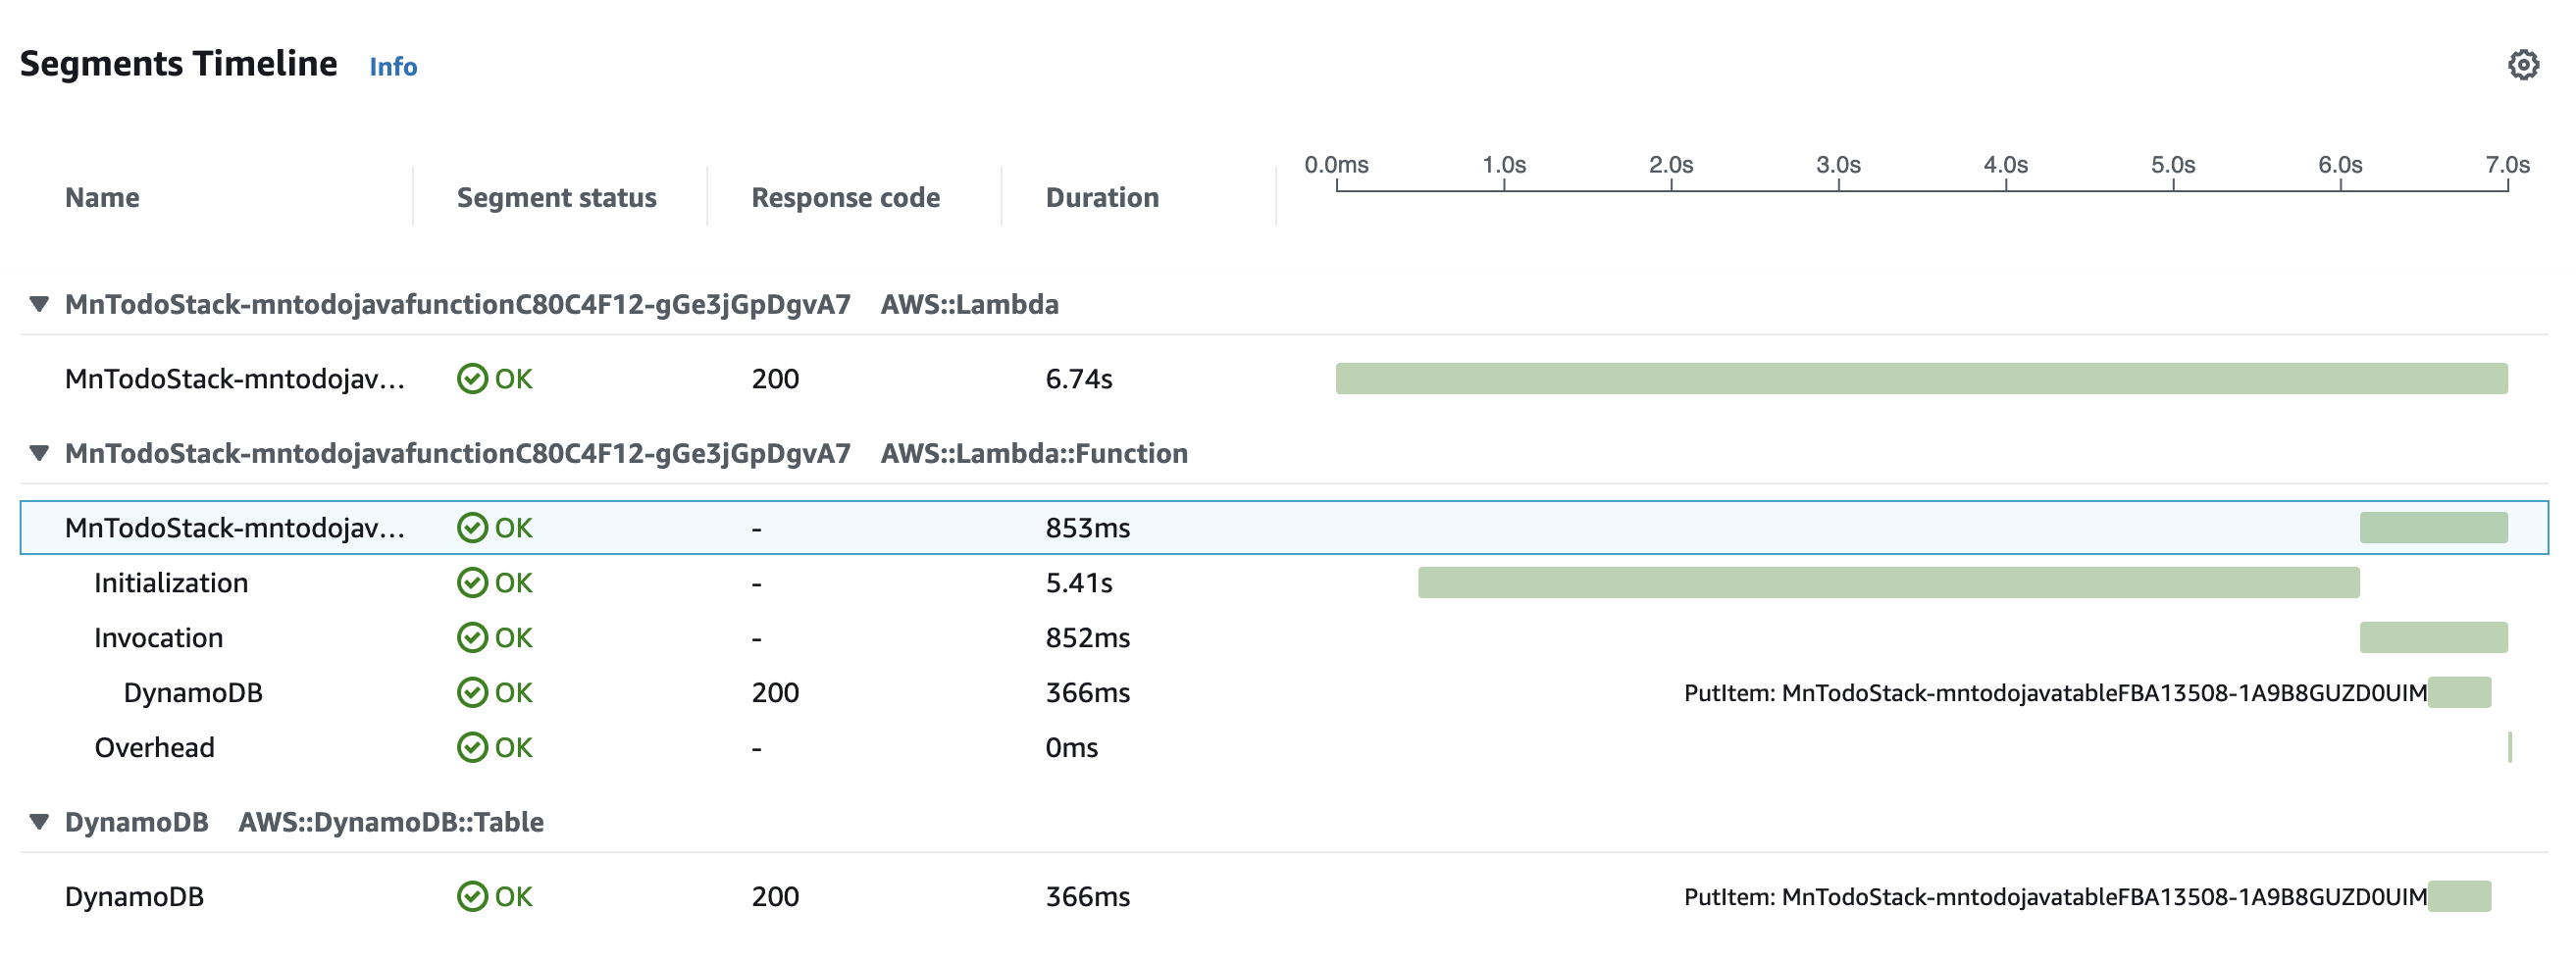 Segments Timeline Info
0.0ms 1.0s 2.0s 3.0s 4.0s 5.0s 6.0s 7.0s
Name Segment status Response code Duration
MnTodoStack-mntodojavafunctionC80C4F12-gGe3jGpDgvA7 AWS::Lambda
MnTodoStack-mntodojav... OK 200 6.74s
MnTodoStack-mntodojavafunctionC80C4F12-gGe3jGpDgvA7 AWS::Lambda::Function
MnTodoStack-mntodojav... OK - 853ms
Initialization OK - 5.41s
Invocation OK - 852ms
DynamoDB OK 200 366ms PutItem: MnTodoStack-mntodojavatableFBA13508-1A9B8GUZD0UIM
Overhead OK - 0ms
DynamoDB AWS::DynamoDB::Table
DynamoDB OK 200 366ms PutItem: MnTodoStack-mntodojavatableFBA13508-1A9B8GUZD0UIM